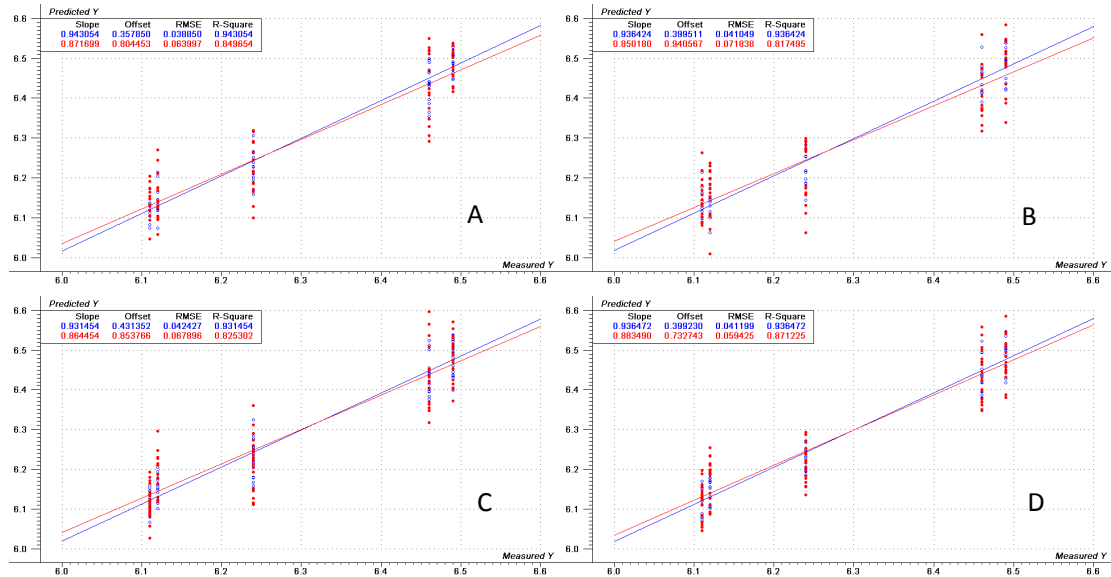 Predicted Y
Slope Offset RMSE R-Square
0.943054 0.357850 0.038850 0.943054
0.871699 0.804453 0.063997 0.849654
6.6
6.5
6.4
6.3
6.2
6.1
6.0
A
Measured Y
6.0 6.1 6.2 6.3 6.4 6.5 6.6
Predicted Y
Slope Offset RMSE R-Square
0.936424 0.399511 0.041049 0.936424
0.850180 0.940567 0.071838 0.817495
6.6
6.5
6.4
6.3
6.2
6.1
6.0
B
Measured Y
6.0 6.1 6.2 6.3 6.4 6.5 6.6
Predicted Y
Slope Offset RMSE R-Square
0.931454 0.431352 0.042427 0.931454
0.864454 0.853766 0.067896 0.825302
6.6
6.5
6.4
6.3
6.2
6.1
6.0
C
Measured Y
6.0 6.1 6.2 6.3 6.4 6.5 6.6
Predicted Y
Slope Offset RMSE R-Square
0.936472 0.399230 0.041199 0.936472
0.883490 0.732743 0.059425 0.871225
6.6
6.5
6.4
6.3
6.2
6.1
6.0
D
Measured Y
6.0 6.1 6.2 6.3 6.4 6.5 6.6